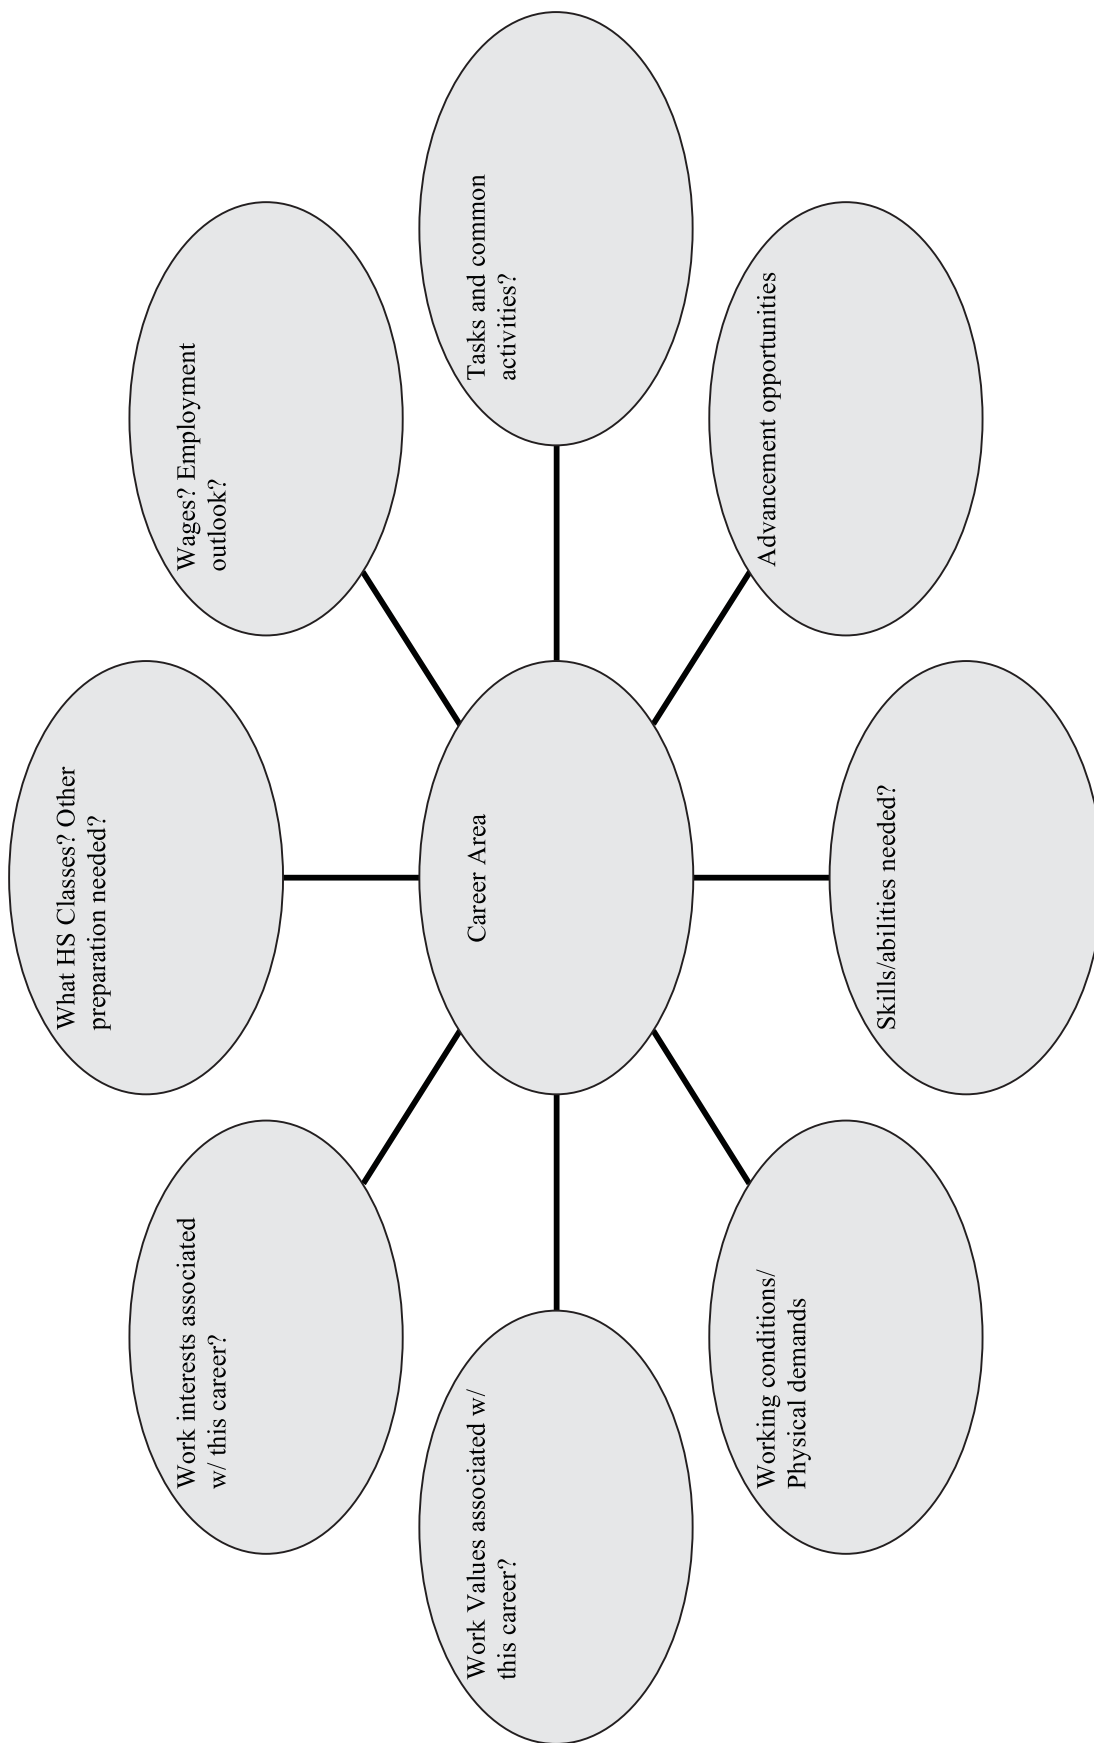 What HS Classes? Other
preparation needed?
Work interests associated
w/ this career?
Wages? Employment
outlook?
Work Values associated w/
this career?
Career Area
Tasks and common
activities?
Working conditions/
Physical demands
Advancement opportunities
Skills/abilities needed?